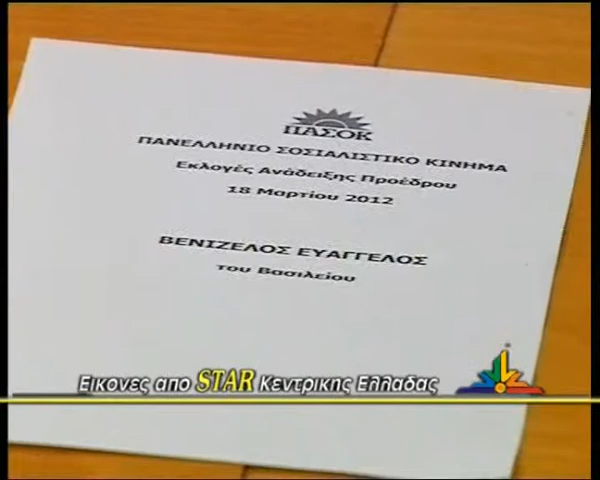 ΠΑΣΟΚ
ΠΑΝΕΛΛΗΝΙΟ ΣΟΣΙΑΛΙΣΤΙΚΟ ΚΙΝΗΜΑ
Εκλογές Ανάδειξης Προέδρου
18 Μαρτίου 2012
ΒΕΝΙΖΕΛΟΣ ΕΥΑΓΓΕΛΟΣ
του Βασιλείου
Εικονες απο STAR Κεντρικης Ελλαδας